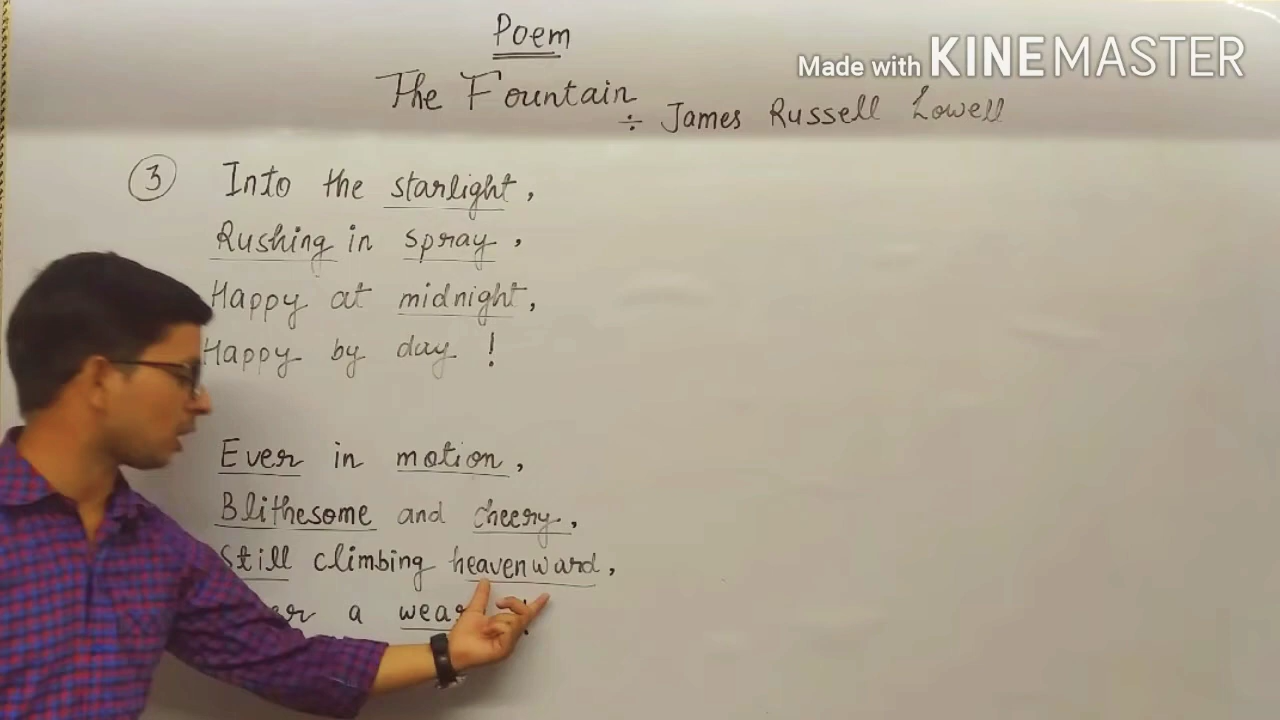 Poem
Made with KINEMASTER
The Fountain
÷ James Russell Lowell
3 Into the starlight,
Rushing in spray,
Happy at midnight,
Happy by day !
Ever in motion,
Blithesome and cheery,
Still climbing heavenward,
a !